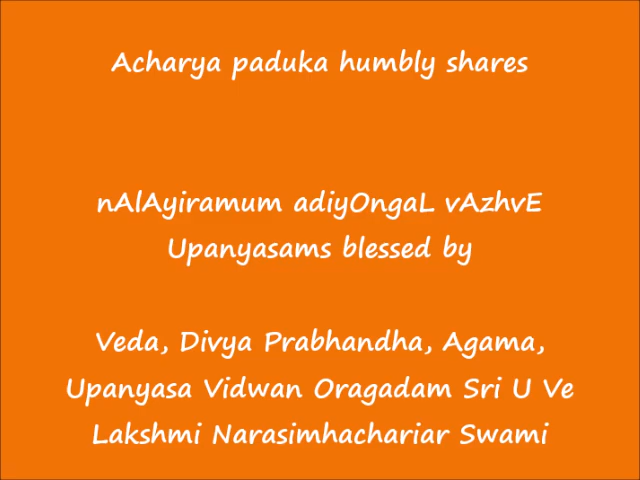 Acharya paduka humbly shares
nAlAyiramum adiyOngaL vAzhvE
Upanyasams blessed by
Veda, Divya Prabhandha, Agama,
Upanyasa Vidwan Oragadam Sri U Ve
Lakshmi Narasimhachariar Swami